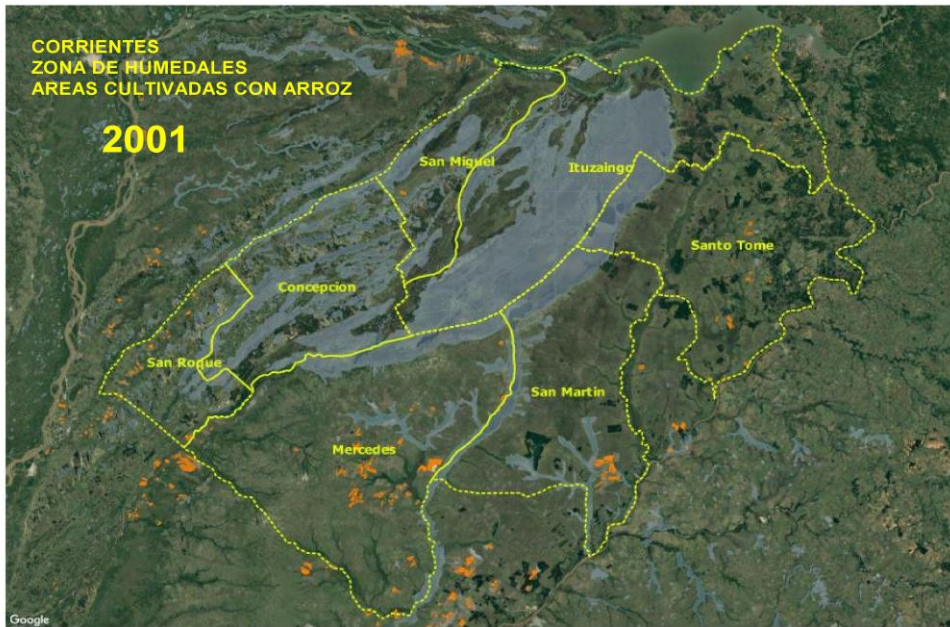 CORRIENTES
ZONA DE HUMEDALES
AREAS CULTIVADAS CON ARROZ
2001
San Miguel
Ituzaingo
Santo Tome
Concepcion
San Roque
San Martin
Mercedes
Google